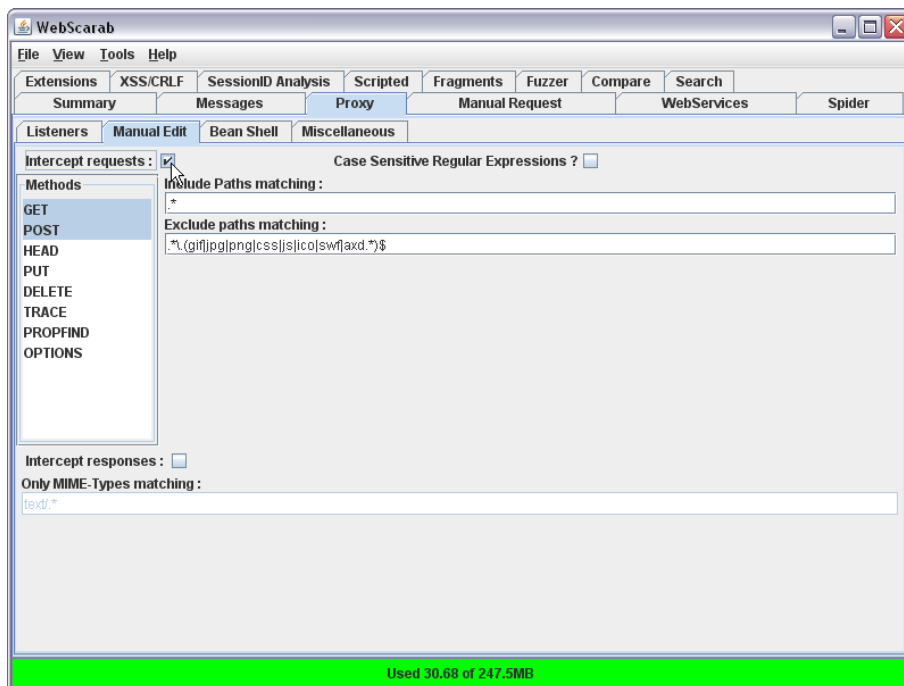 WebScarab
File View Tools Help
Extensions XSS/CRLF SessionID Analysis Scripted Fragments Fuzzer Compare Search
Summary Messages Proxy Manual Request WebServices Spider
Listeners Manual Edit Bean Shell Miscellaneous
Intercept requests : Case Sensitive Regular Expressions ?
Methods
Include Paths matching :
GET
.*
POST
Exclude paths matching :
HEAD
.*\.(gif|jpg|png|css|js|ico|swf|axd.*)$
PUT
DELETE
TRACE
PROPFIND
OPTIONS
Intercept responses :
Only MIME-Types matching :
text/.*
Used 30.68 of 247.5MB